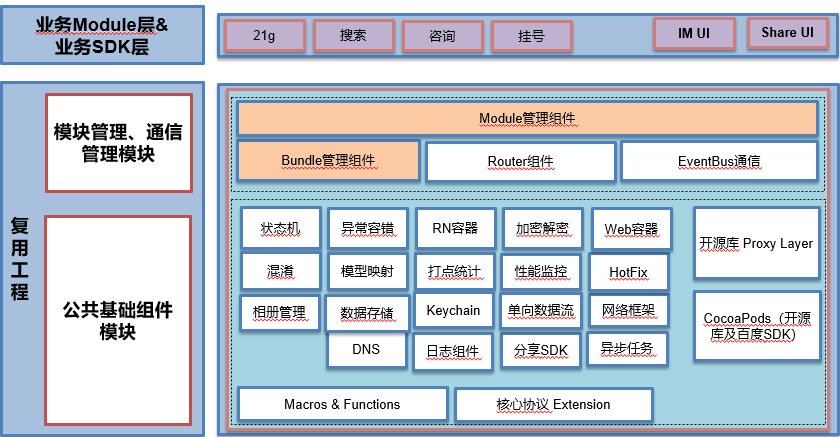 业务Module层&
业务SDK层
21g
搜索
咨询
挂号
IM UI
Share UI
复用工程
模块管理、通信
管理模块
公共基础组件
模块
Module管理组件
Bundle管理组件
Router组件
EventBus通信
状态机
异常容错
RN容器
加密解密
Web容器
混淆
模型映射
打点统计
性能监控
HotFix
相册管理
数据存储
Keychain
单向数据流
网络框架
DNS
日志组件
分享SDK
异步任务
开源库 Proxy Layer
CocoaPods（开源
库及百度SDK）
Macros & Functions
核心协议 Extension